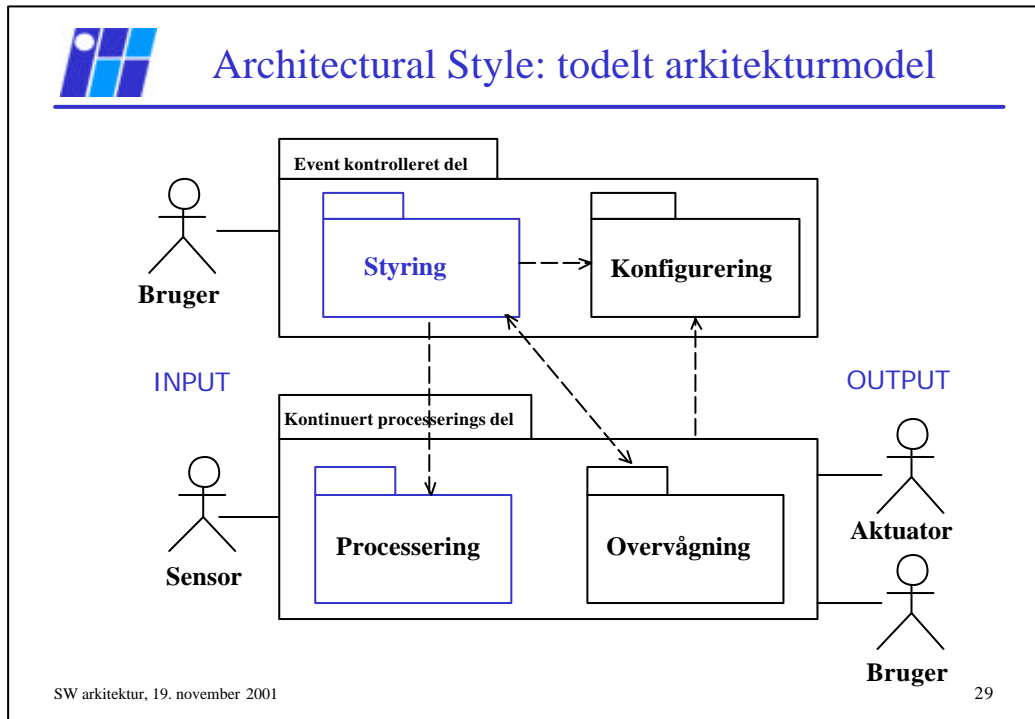 Architectural Style: todelt arkitekturmodel
Event kontrolleret del
Styring
Konfigurering
Bruger
INPUT
OUTPUT
Kontinuert processerings del
Processering
Overvågning
Sensor
Aktuator
Bruger
SW arkitektur, 19. november 2001
29